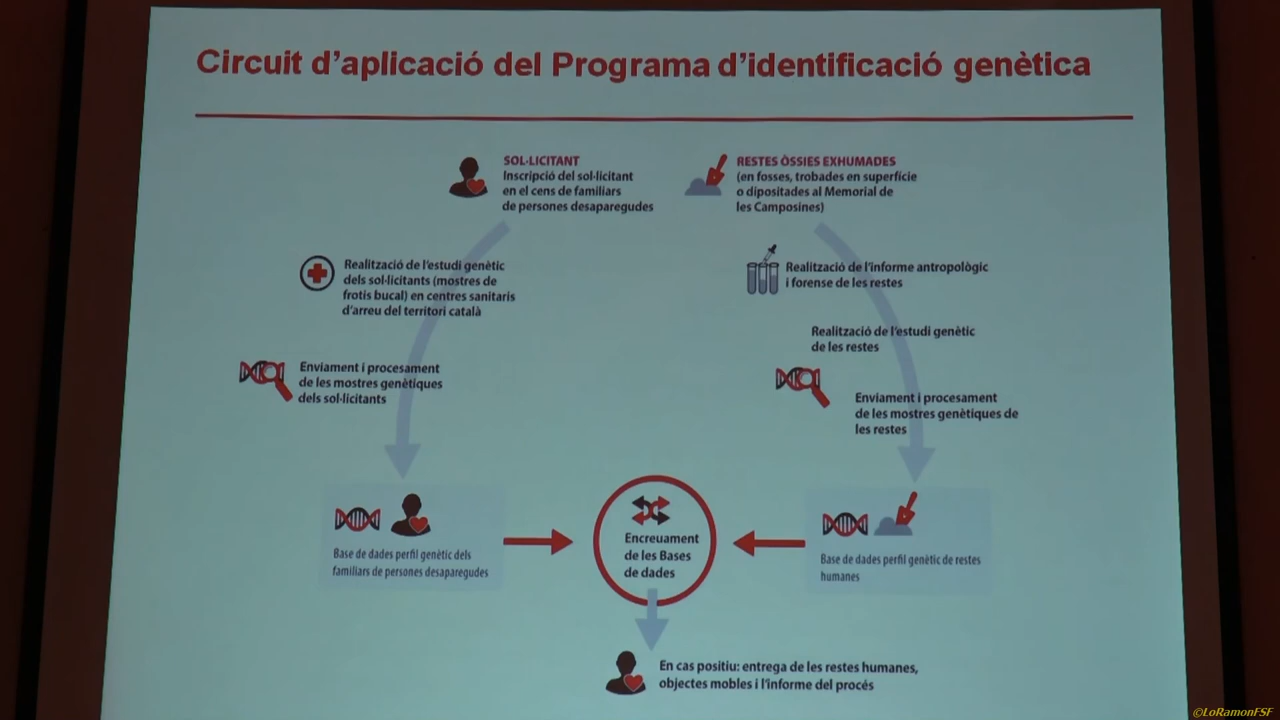 Circuit d'aplicació del Programa d'identificació genètica
SOL·LICITANT
Inscripció del sol·licitant
en el cens de familiars
de persones desaparegudes
RESTES ÒSSIES EXHUMADES
(en fosses, trobades en superfície
o dipositades al Memorial de
les Camposines)
Realització de l'estudi genètic
dels sol·licitants (mostres de
frotis bucal) en centres sanitaris
d'arreu del territori català
Realització de l'informe antropològic
i forense de les restes
Realització de l'estudi genètic
de les restes
Enviament i procesament
de les mostres genètiques
dels sol·licitants
Enviament i procesament
de les mostres genètiques de
les restes
Base de dades perfil genètic dels
familiars de persones desaparegudes
Encreuament
de les Bases
de dades
Base de dades perfil genètic de restes
humanes
En cas positiu: entrega de les restes humanes,
objectes mobles i l'informe del procés
©LoRamonFSF